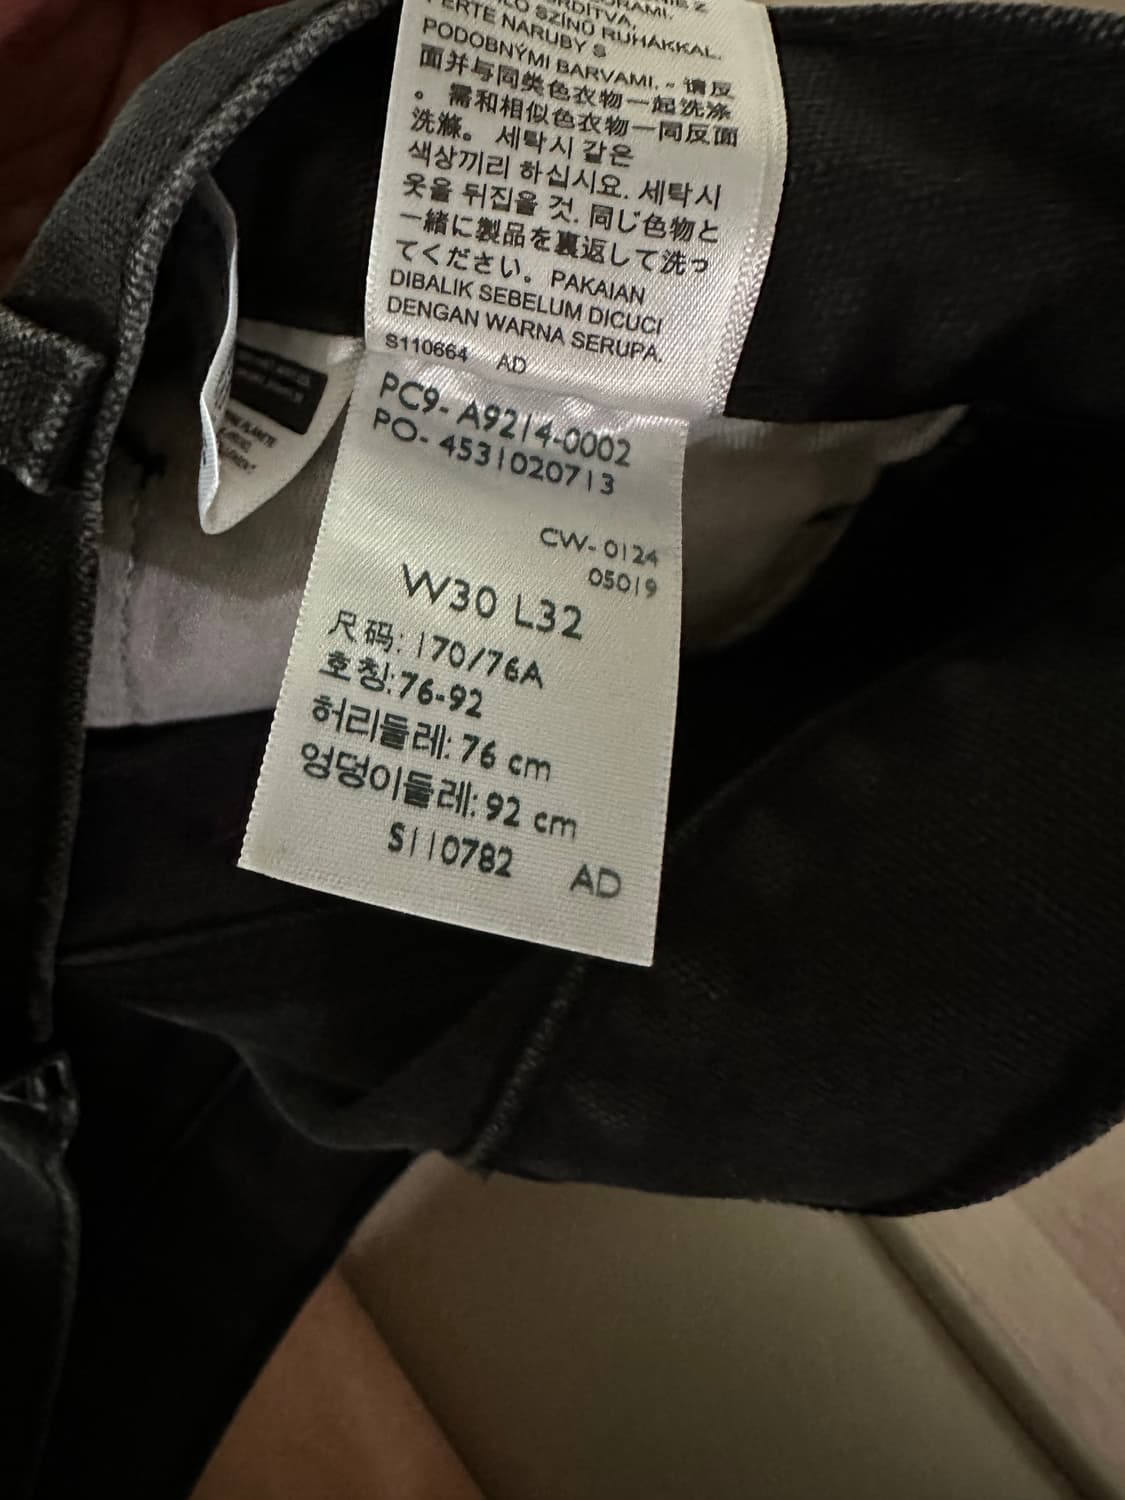 LO SZÍNŰ RUHÁKKAL.
PERTE NARUBY S
PODOBNÝMI BARVAMI. - 请反
面并与同类色衣物一起洗涤
。 需和相似色衣物一同反面
洗滌。 세탁시 같은
색상끼리 하십시요. 세탁시
옷을 뒤집을 것. 同じ色物と
一緒に製品を裏返して洗っ
てください。 PAKAIAN
DIBALIK SEBELUM DICUCI
DENGAN WARNA SERUPA.
S110664 AD
PC9- A9214-0002
PO- 4531020713
CW- 0124
05019
W30 L32
尺码: 170/76A
호칭: 76-92
허리둘레: 76 cm
엉덩이둘레: 92 cm
S110782 AD